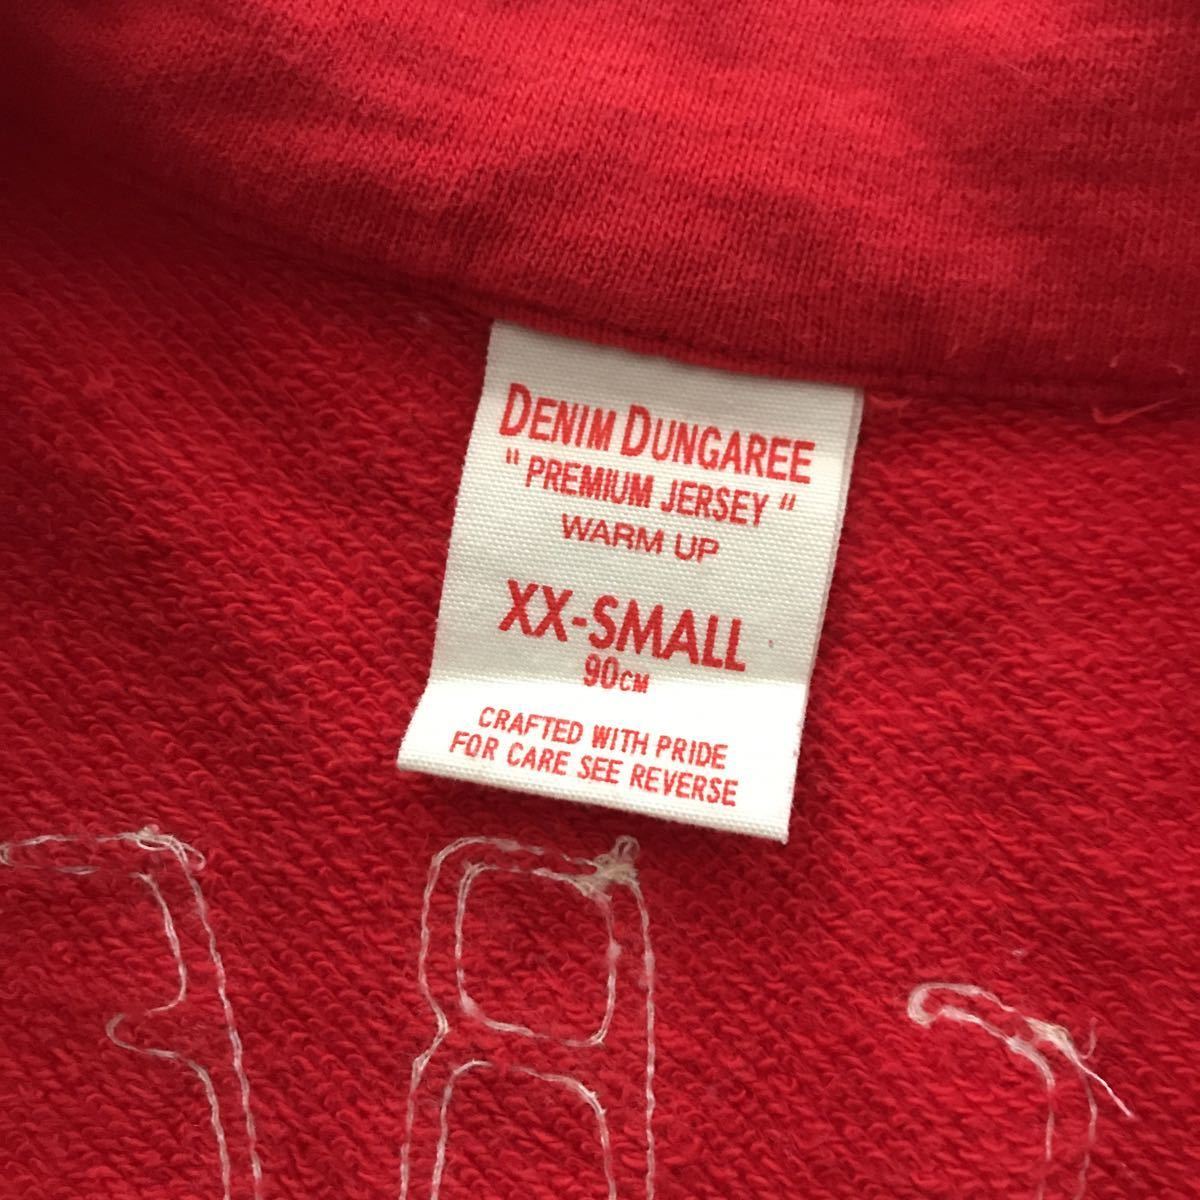 DENIM DUNGAREE
" PREMIUM JERSEY "
WARM UP
XX-SMALL
90CM
CRAFTED WITH PRIDE
FOR CARE SEE REVERSE